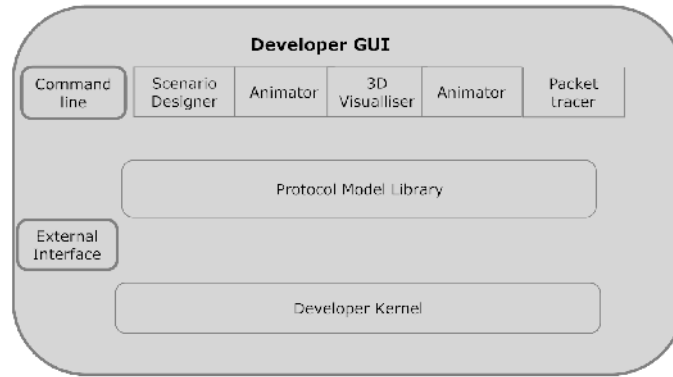 Developer GUI
Command
line
Scenario
Designer
Animator
3D
Visualliser
Animator
Packet
tracer
Protocol Model Library
External
Interface
Developer Kernel